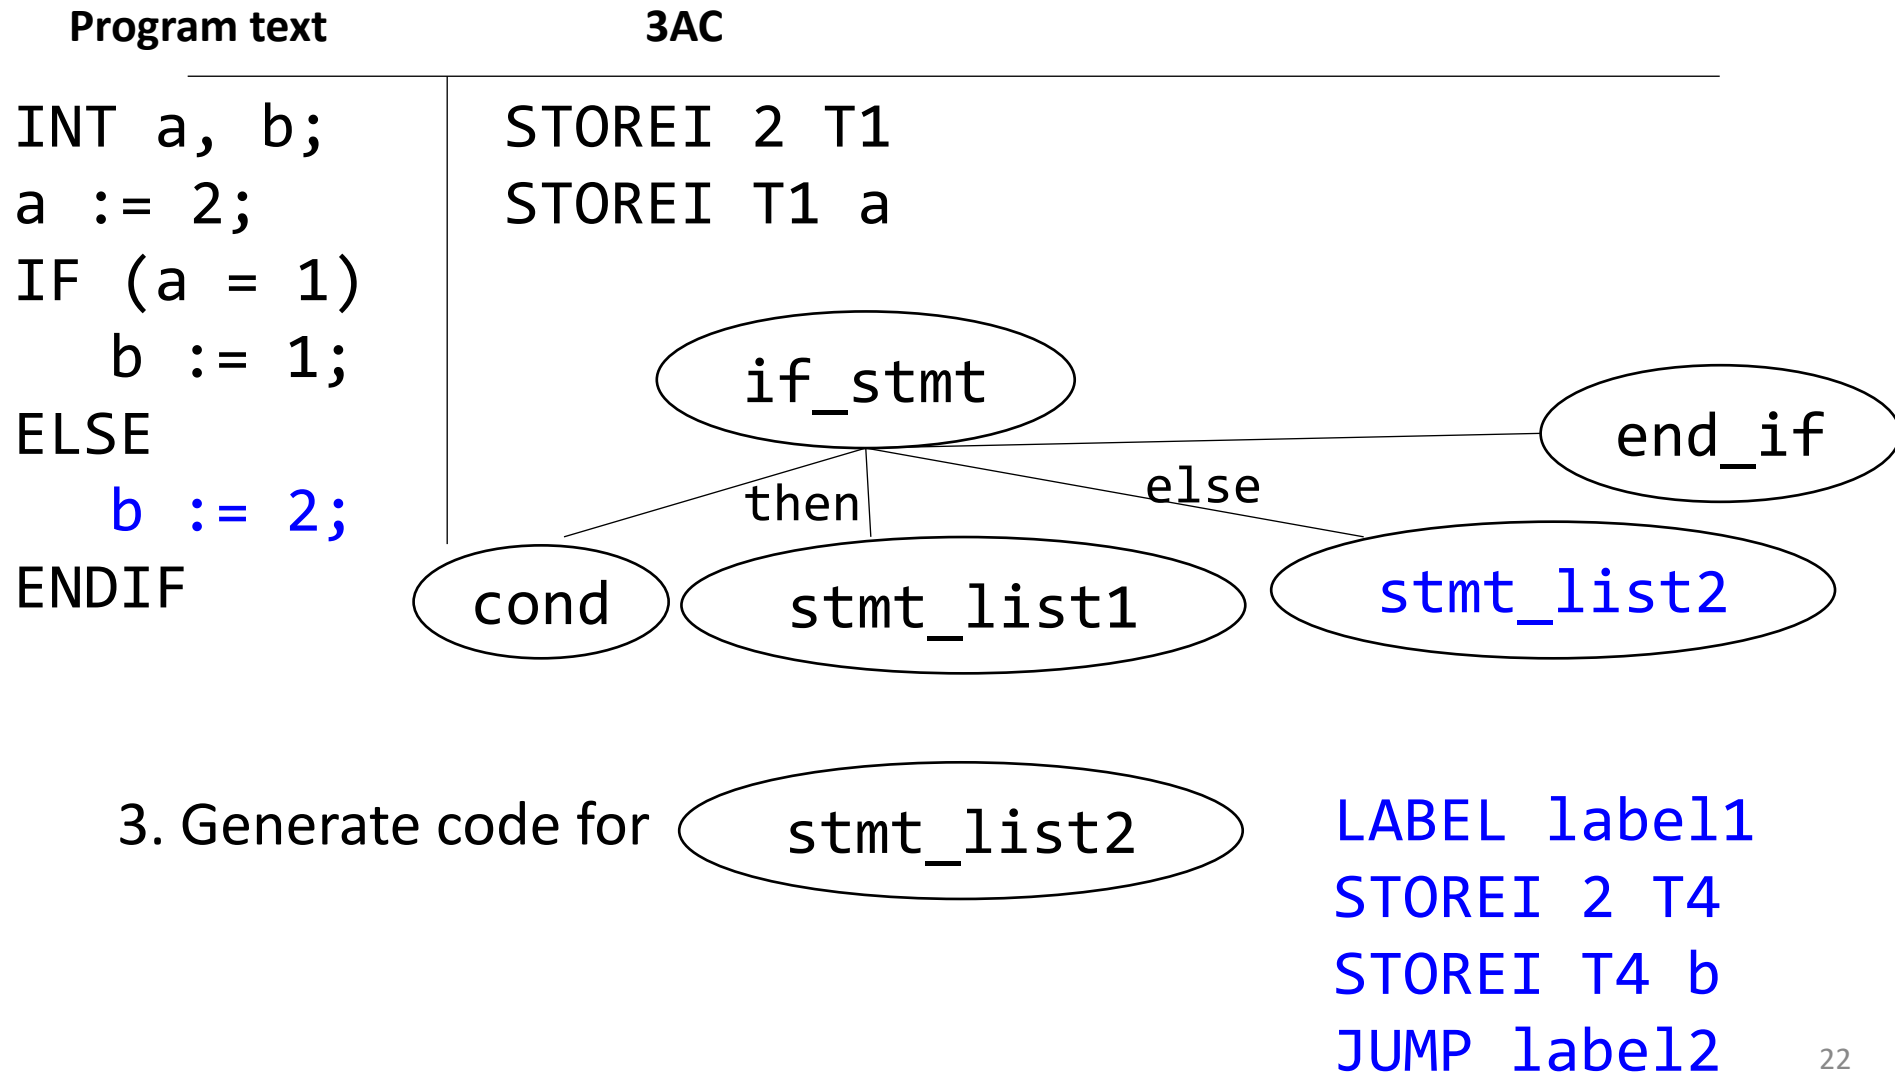 Program text
3AC
INT a, b;
a := 2;
IF (a = 1)
b := 1;
ELSE
b := 2;
ENDIF
STOREI 2 T1
STOREI T1 a
if_stmt
end_if
then
else
cond
stmt_list1
stmt_list2
3. Generate code for
stmt_list2
LABEL label1
STOREI 2 T4
STOREI T4 b
JUMP label2
22